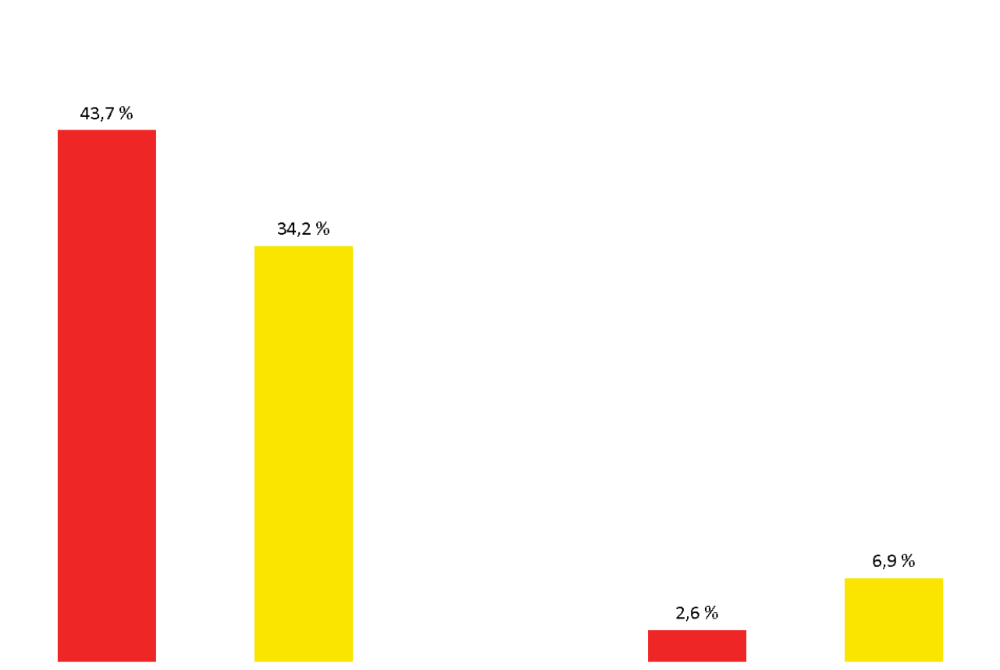 43,7 %
34,2 %
2,6 %
6,9 %